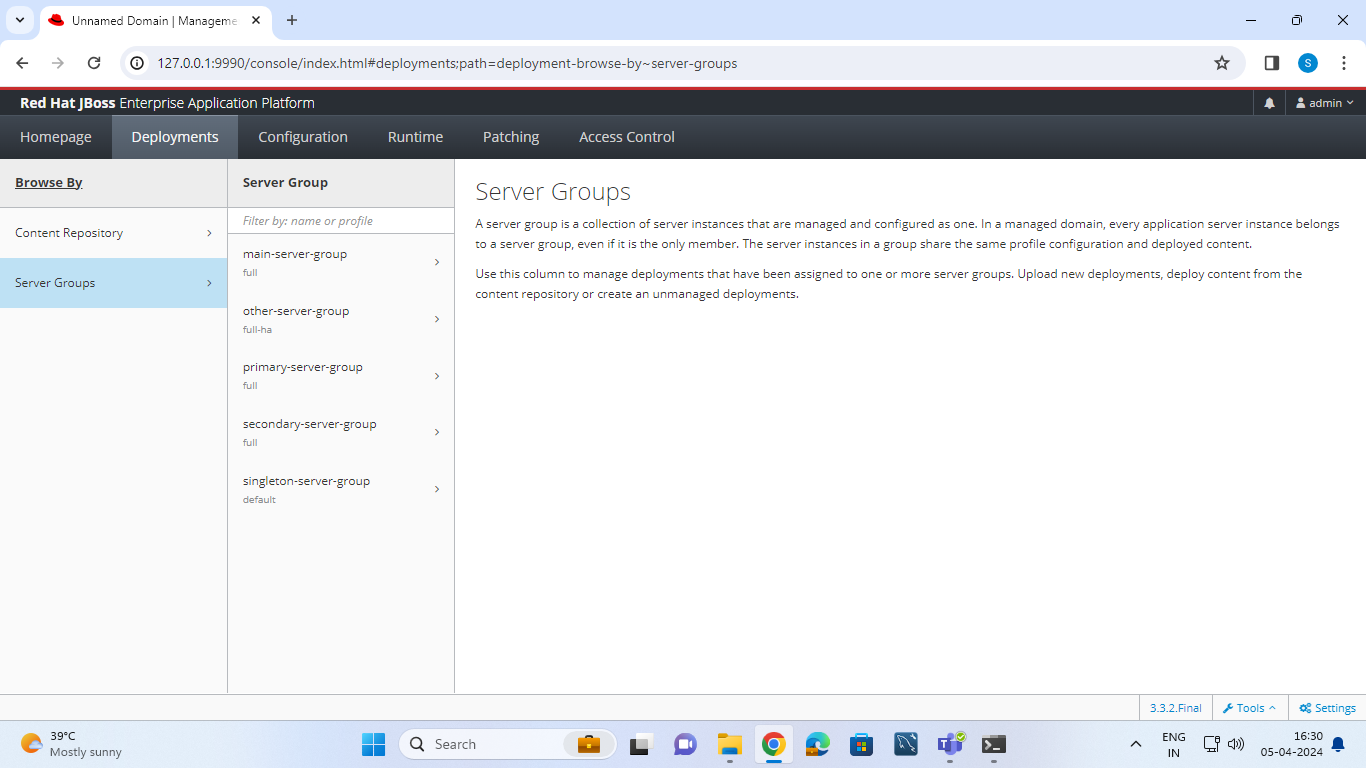 Unnamed Domain | Manageme
127.0.0.1:9990/console/index.html#deployments;path=deployment-browse-by~server-groups
S
Red Hat JBoss Enterprise Application Platform
admin
Homepage
Deployments
Configuration
Runtime
Patching
Access Control
Browse By
Content Repository
Server Groups
Server Group
Filter by: name or profile
main-server-group
full
other-server-group
full-ha
primary-server-group
full
secondary-server-group
full
singleton-server-group
default
Server Groups
A server group is a collection of server instances that are managed and configured as one. In a managed domain, every application server instance belongs
to a server group, even if it is the only member. The server instances in a group share the same profile configuration and deployed content.
Use this column to manage deployments that have been assigned to one or more server groups. Upload new deployments, deploy content from the
content repository or create an unmanaged deployments.
3.3.2.Final
Tools
Settings
39°C
Mostly sunny
Search
ENG
IN
16:30
05-04-2024